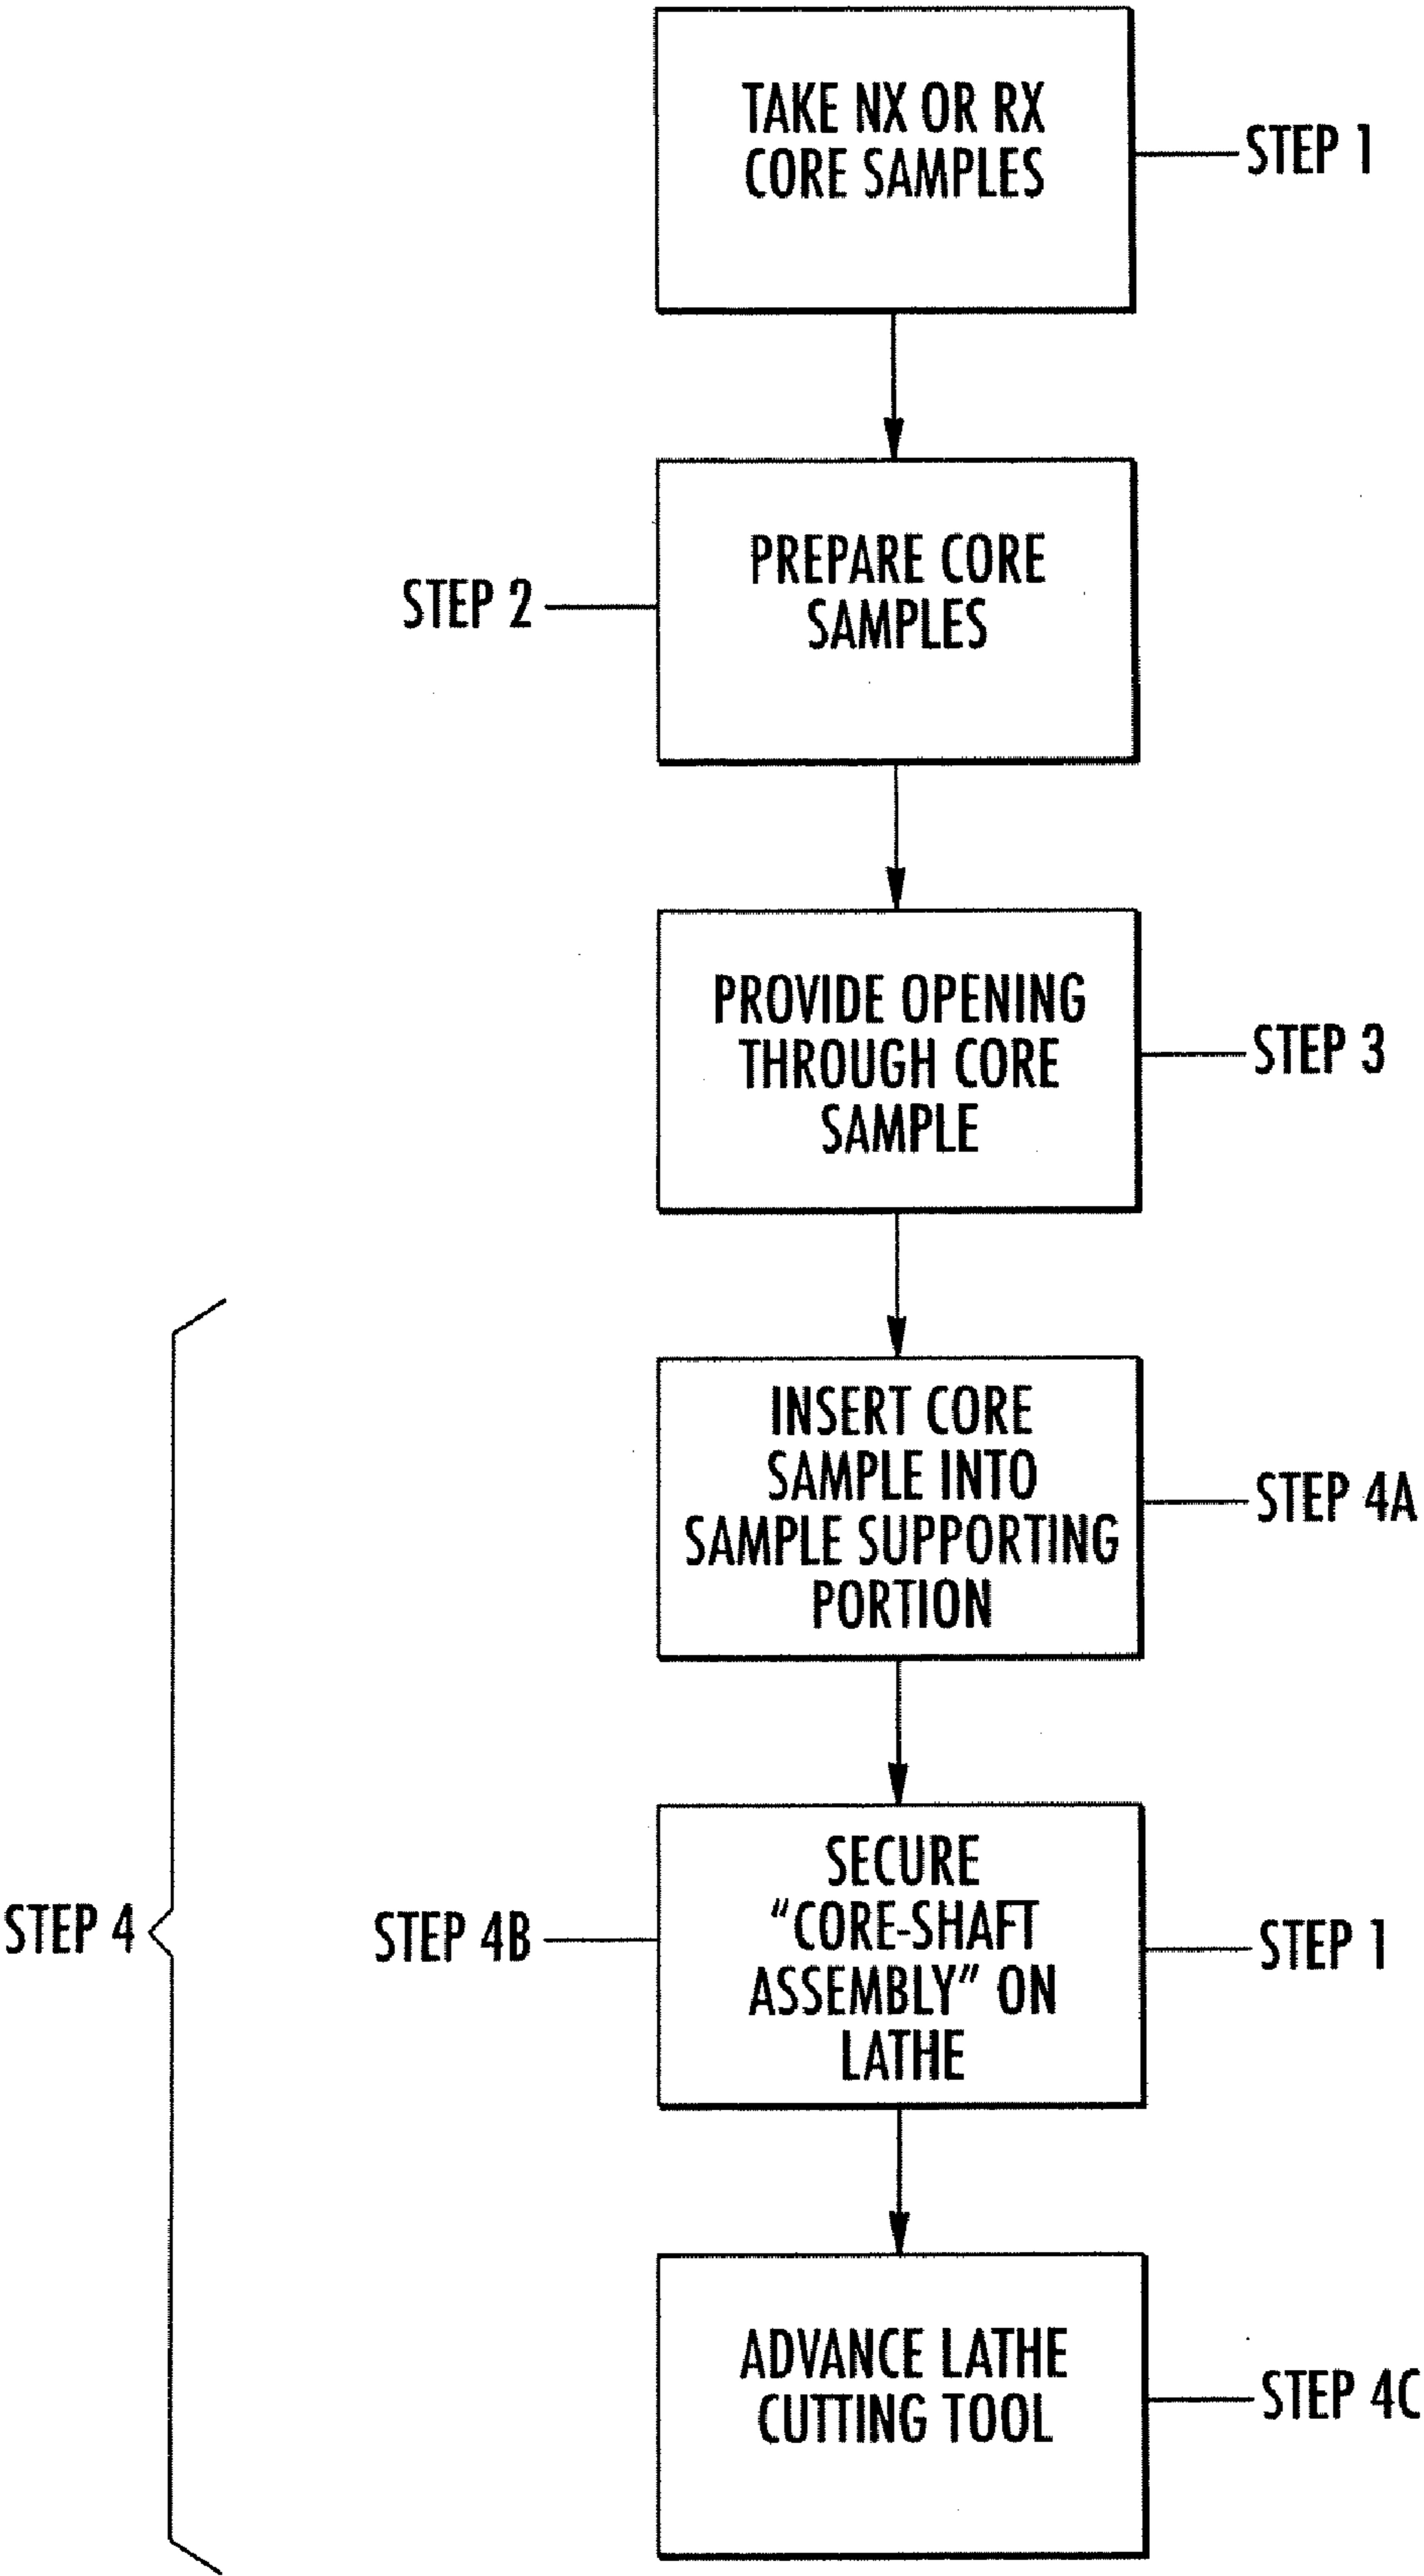 TAKE NX OR RX
CORE SAMPLES
STEP 1
PREPARE CORE
SAMPLES
STEP 2
PROVIDE OPENING
THROUGH CORE
SAMPLE
STEP 3
INSERT CORE
SAMPLE INTO
SAMPLE SUPPORTING
PORTION
STEP 4A
STEP 4
STEP 4B
SECURE
"CORE-SHAFT
ASSEMBLY" ON
LATHE
STEP 1
ADVANCE LATHE
CUTTING TOOL
STEP 4C